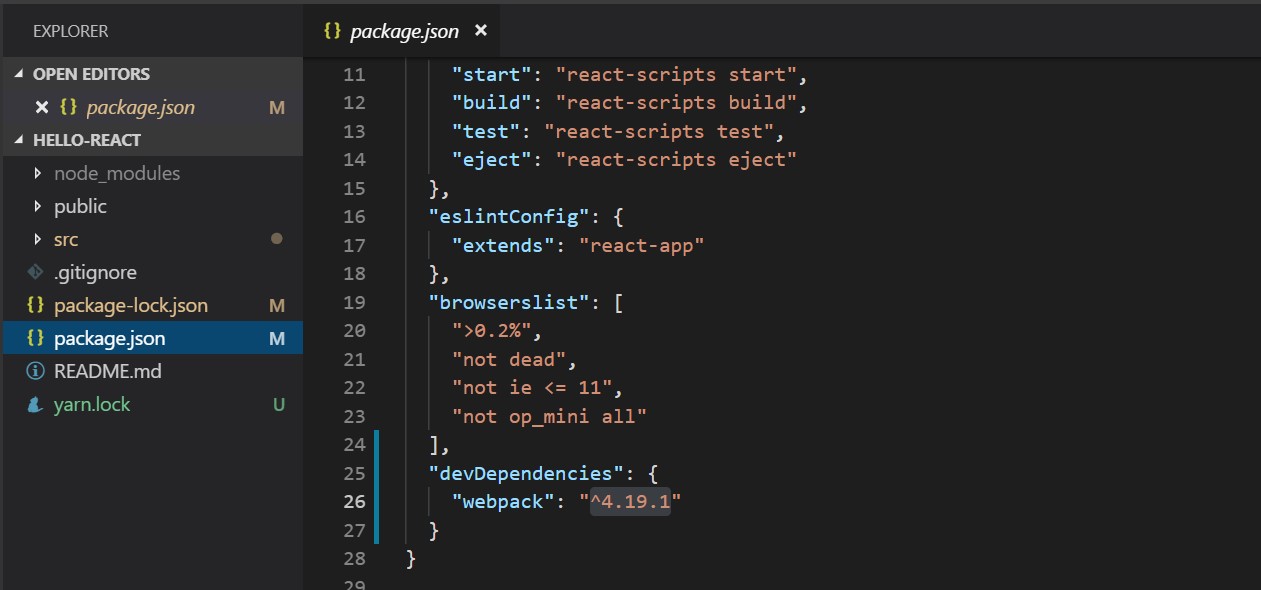 EXPLORER
OPEN EDITORS
package.json M
HELLO-REACT
node_modules
public
src
.gitignore
package-lock.json M
package.json M
README.md
yarn.lock U
package.json
11 "start": "react-scripts start",
12 "build": "react-scripts build",
13 "test": "react-scripts test",
14 "eject": "react-scripts eject"
15 },
16 "eslintConfig": {
17 "extends": "react-app"
18 },
19 "browserslist": [
20 ">0.2%",
21 "not dead",
22 "not ie <= 11",
23 "not op_mini all"
24 ],
25 "devDependencies": {
26 "webpack": "^4.19.1"
27 }
28 }
29